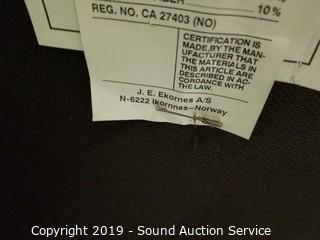 10%
REG. NO. CA 27403 (NO)
CERTIFICATION IS
MADE BY THE MAN-
UFACTURER THAT
THE MATERIALS IN
THIS ARTICLE ARE
DESCRIBED IN AC-
CORDANCE WITH
THE LAW.
J. E. Ekornes A/S
N-6222 Ikornnes-Norway
Copyright 2019 - Sound Auction Service